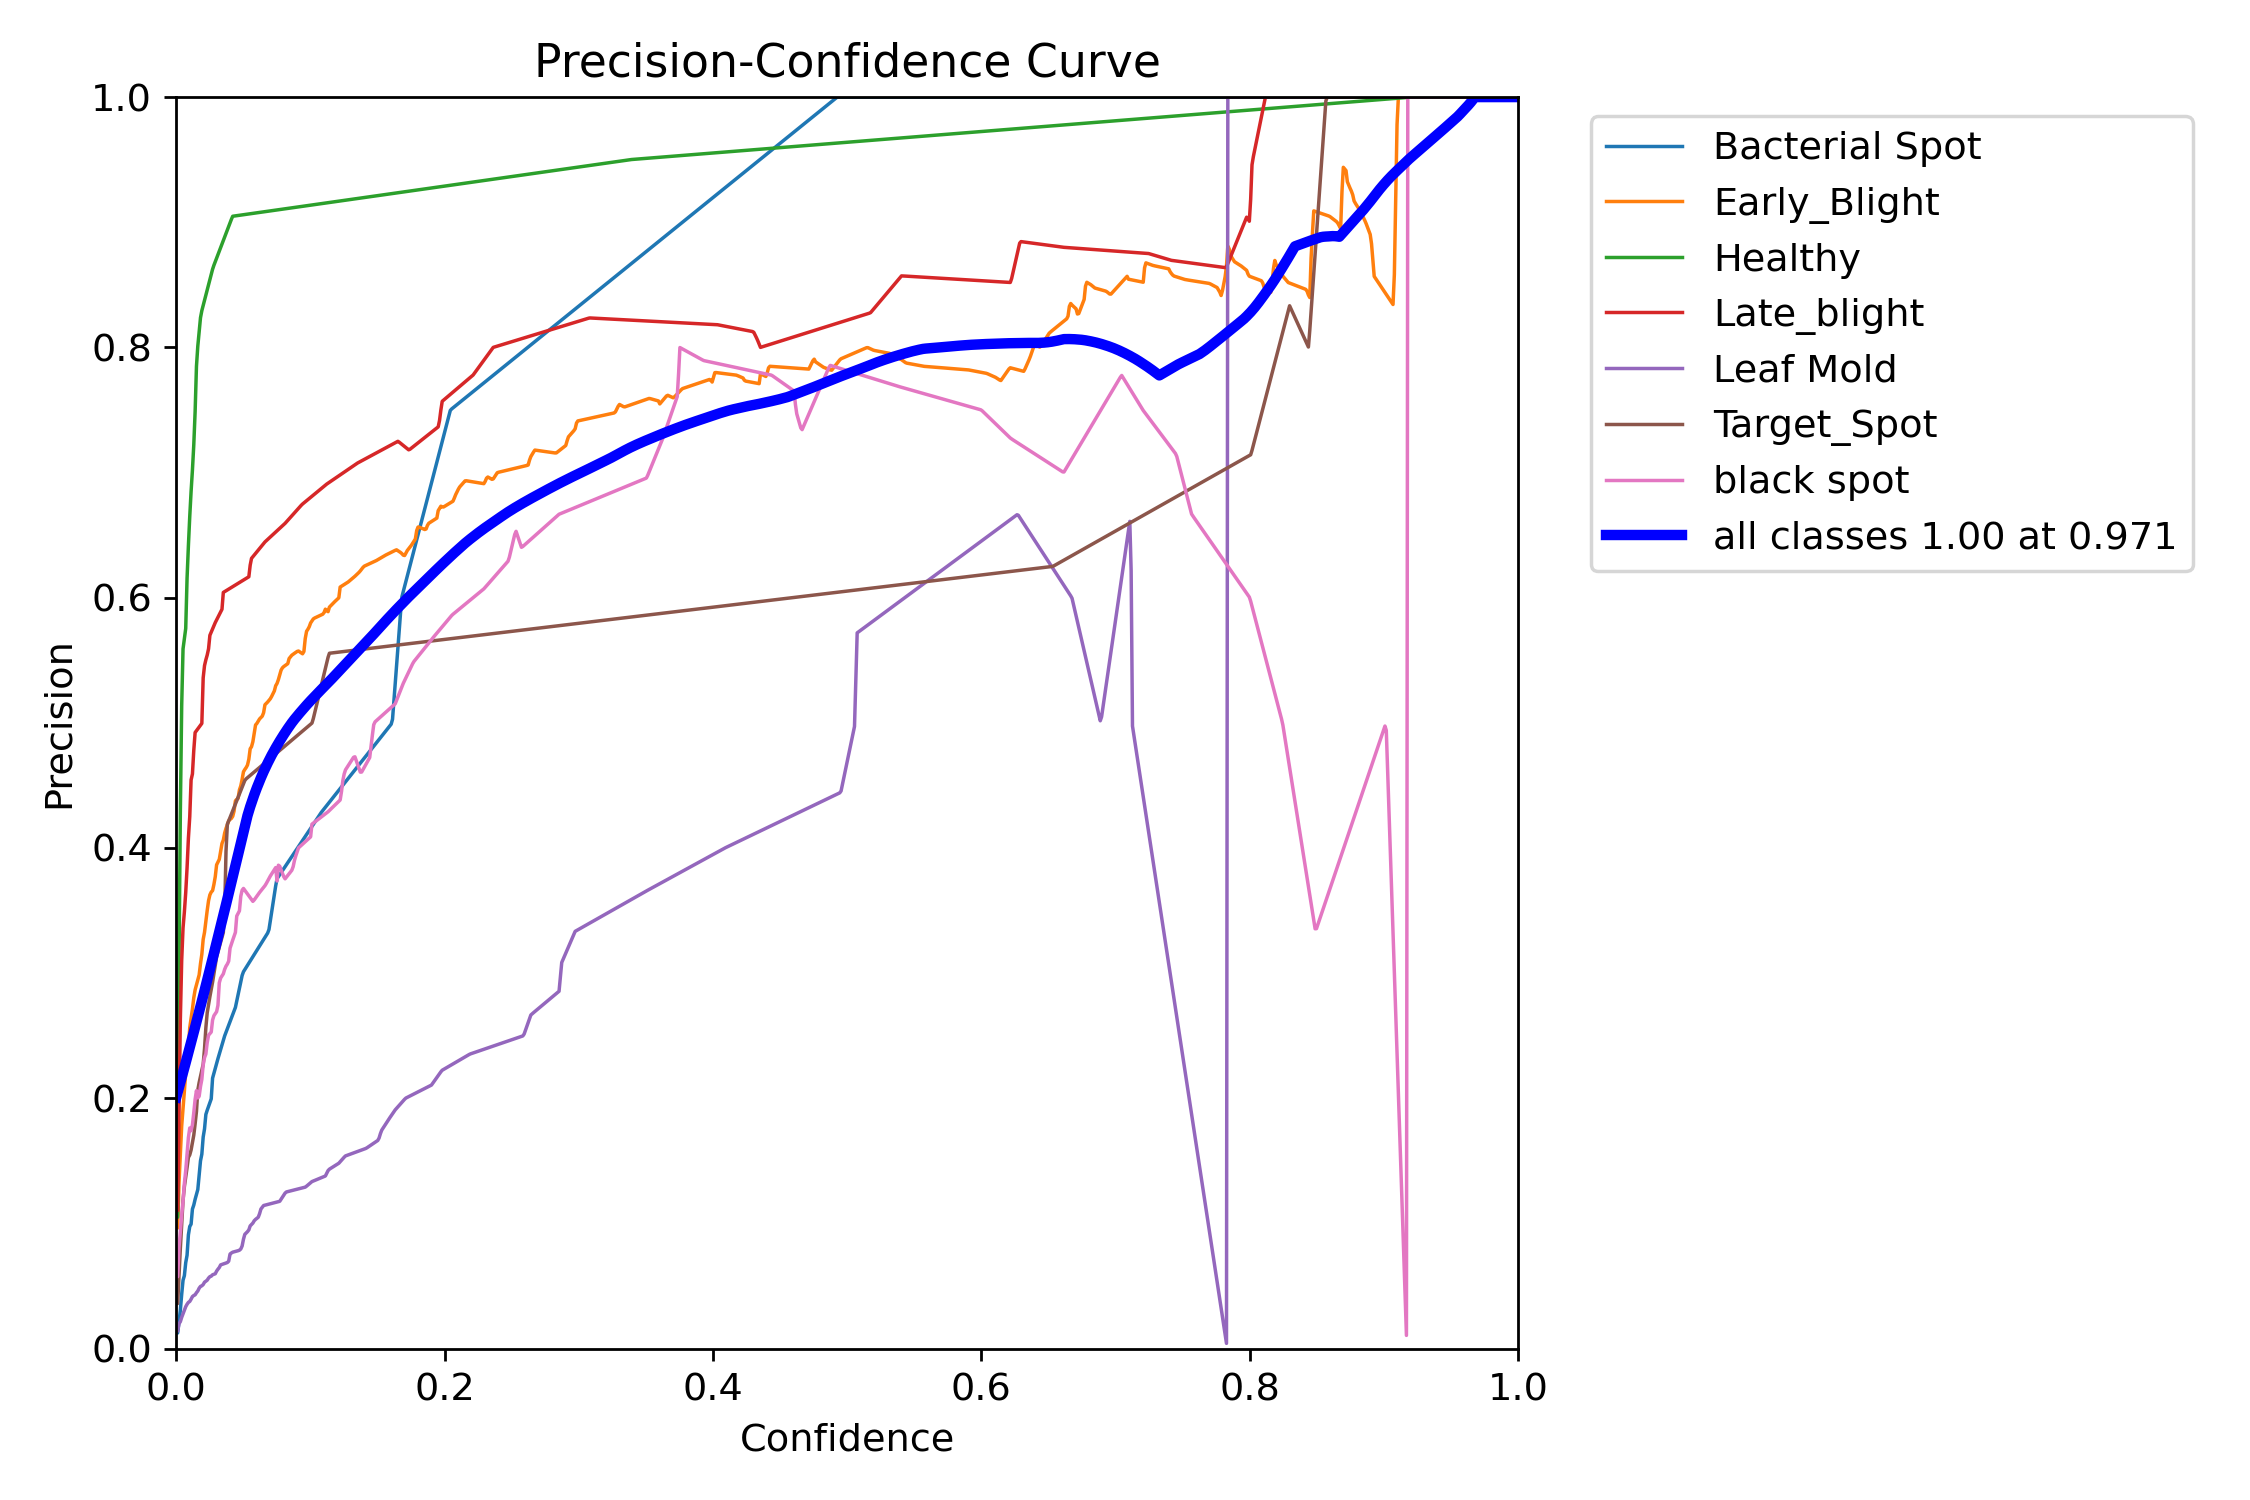 Precision-Confidence Curve
1.0
0.8
0.6
0.4
0.2
0.0
Precision
0.0 0.2 0.4 0.6 0.8 1.0
Confidence
Bacterial Spot
Early_Blight
Healthy
Late_blight
Leaf Mold
Target_Spot
black spot
all classes 1.00 at 0.971